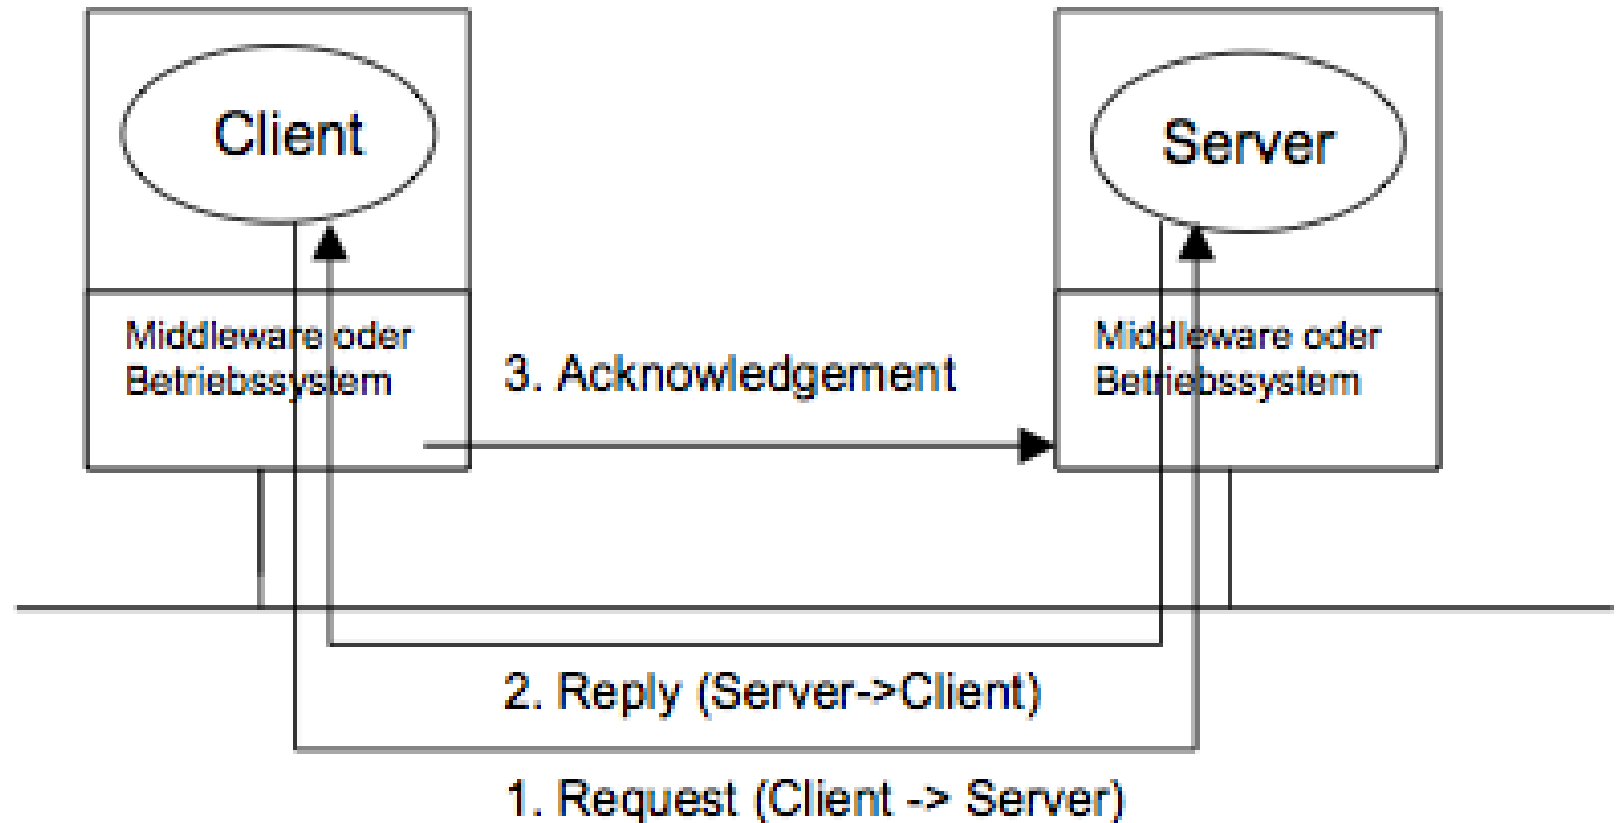 Client
Server
Middleware oder
Betriebssystem
3. Acknowledgement
Middleware oder
Betriebssystem
2. Reply (Server->Client)
1. Request (Client -> Server)